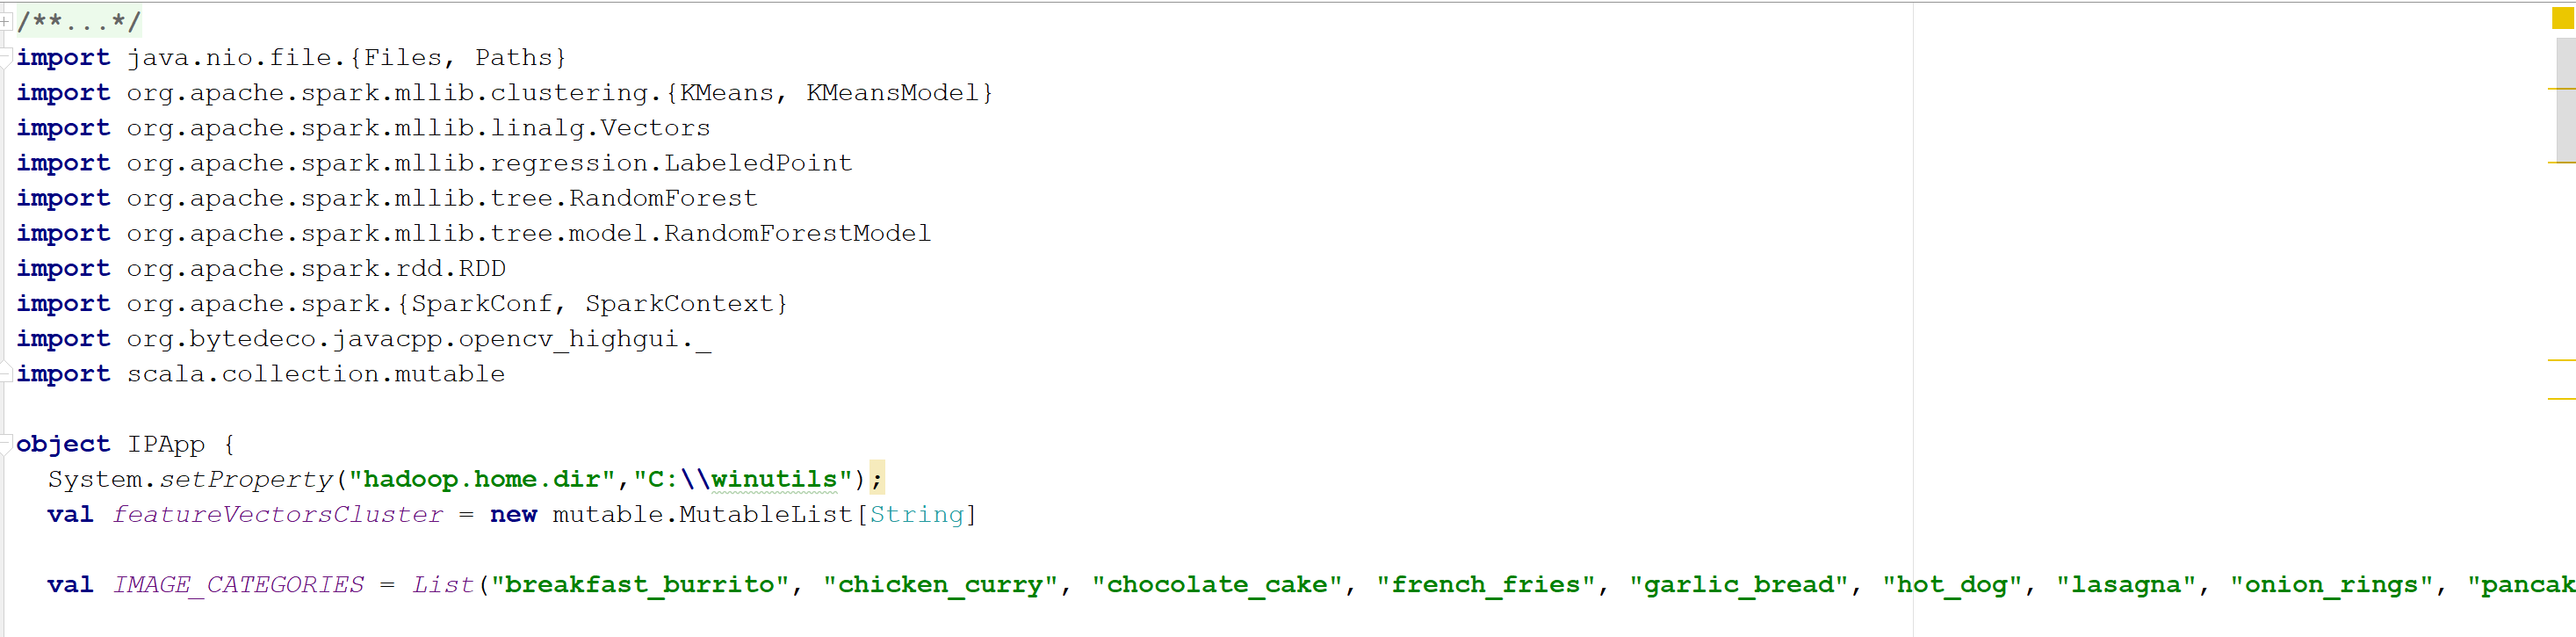 /**...*/
import java.nio.file.{Files, Paths}
import org.apache.spark.mllib.clustering.{KMeans, KMeansModel}
import org.apache.spark.mllib.linalg.Vectors
import org.apache.spark.mllib.regression.LabeledPoint
import org.apache.spark.mllib.tree.RandomForest
import org.apache.spark.mllib.tree.model.RandomForestModel
import org.apache.spark.rdd.RDD
import org.apache.spark.{SparkConf, SparkContext}
import org.bytedeco.javacpp.opencv_highgui._
import scala.collection.mutable
object IPApp {
System.setProperty("hadoop.home.dir","C:\\winutils");
val featureVectorsCluster = new mutable.MutableList[String]
val IMAGE_CATEGORIES = List("breakfast_burrito", "chicken_curry", "chocolate_cake", "french_fries", "garlic_bread", "hot_dog", "lasagna", "onion_rings", "pancak